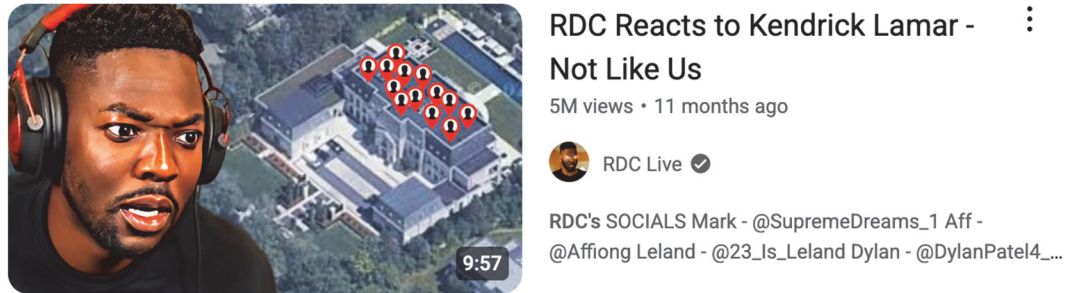 RDC Reacts to Kendrick Lamar -
Not Like Us
5M views • 11 months ago
RDC Live
RDC's SOCIALS Mark - @SupremeDreams_1 Aff -
@Affiong Leland - @23_Is_Leland Dylan - @DylanPatel4_...
9:57